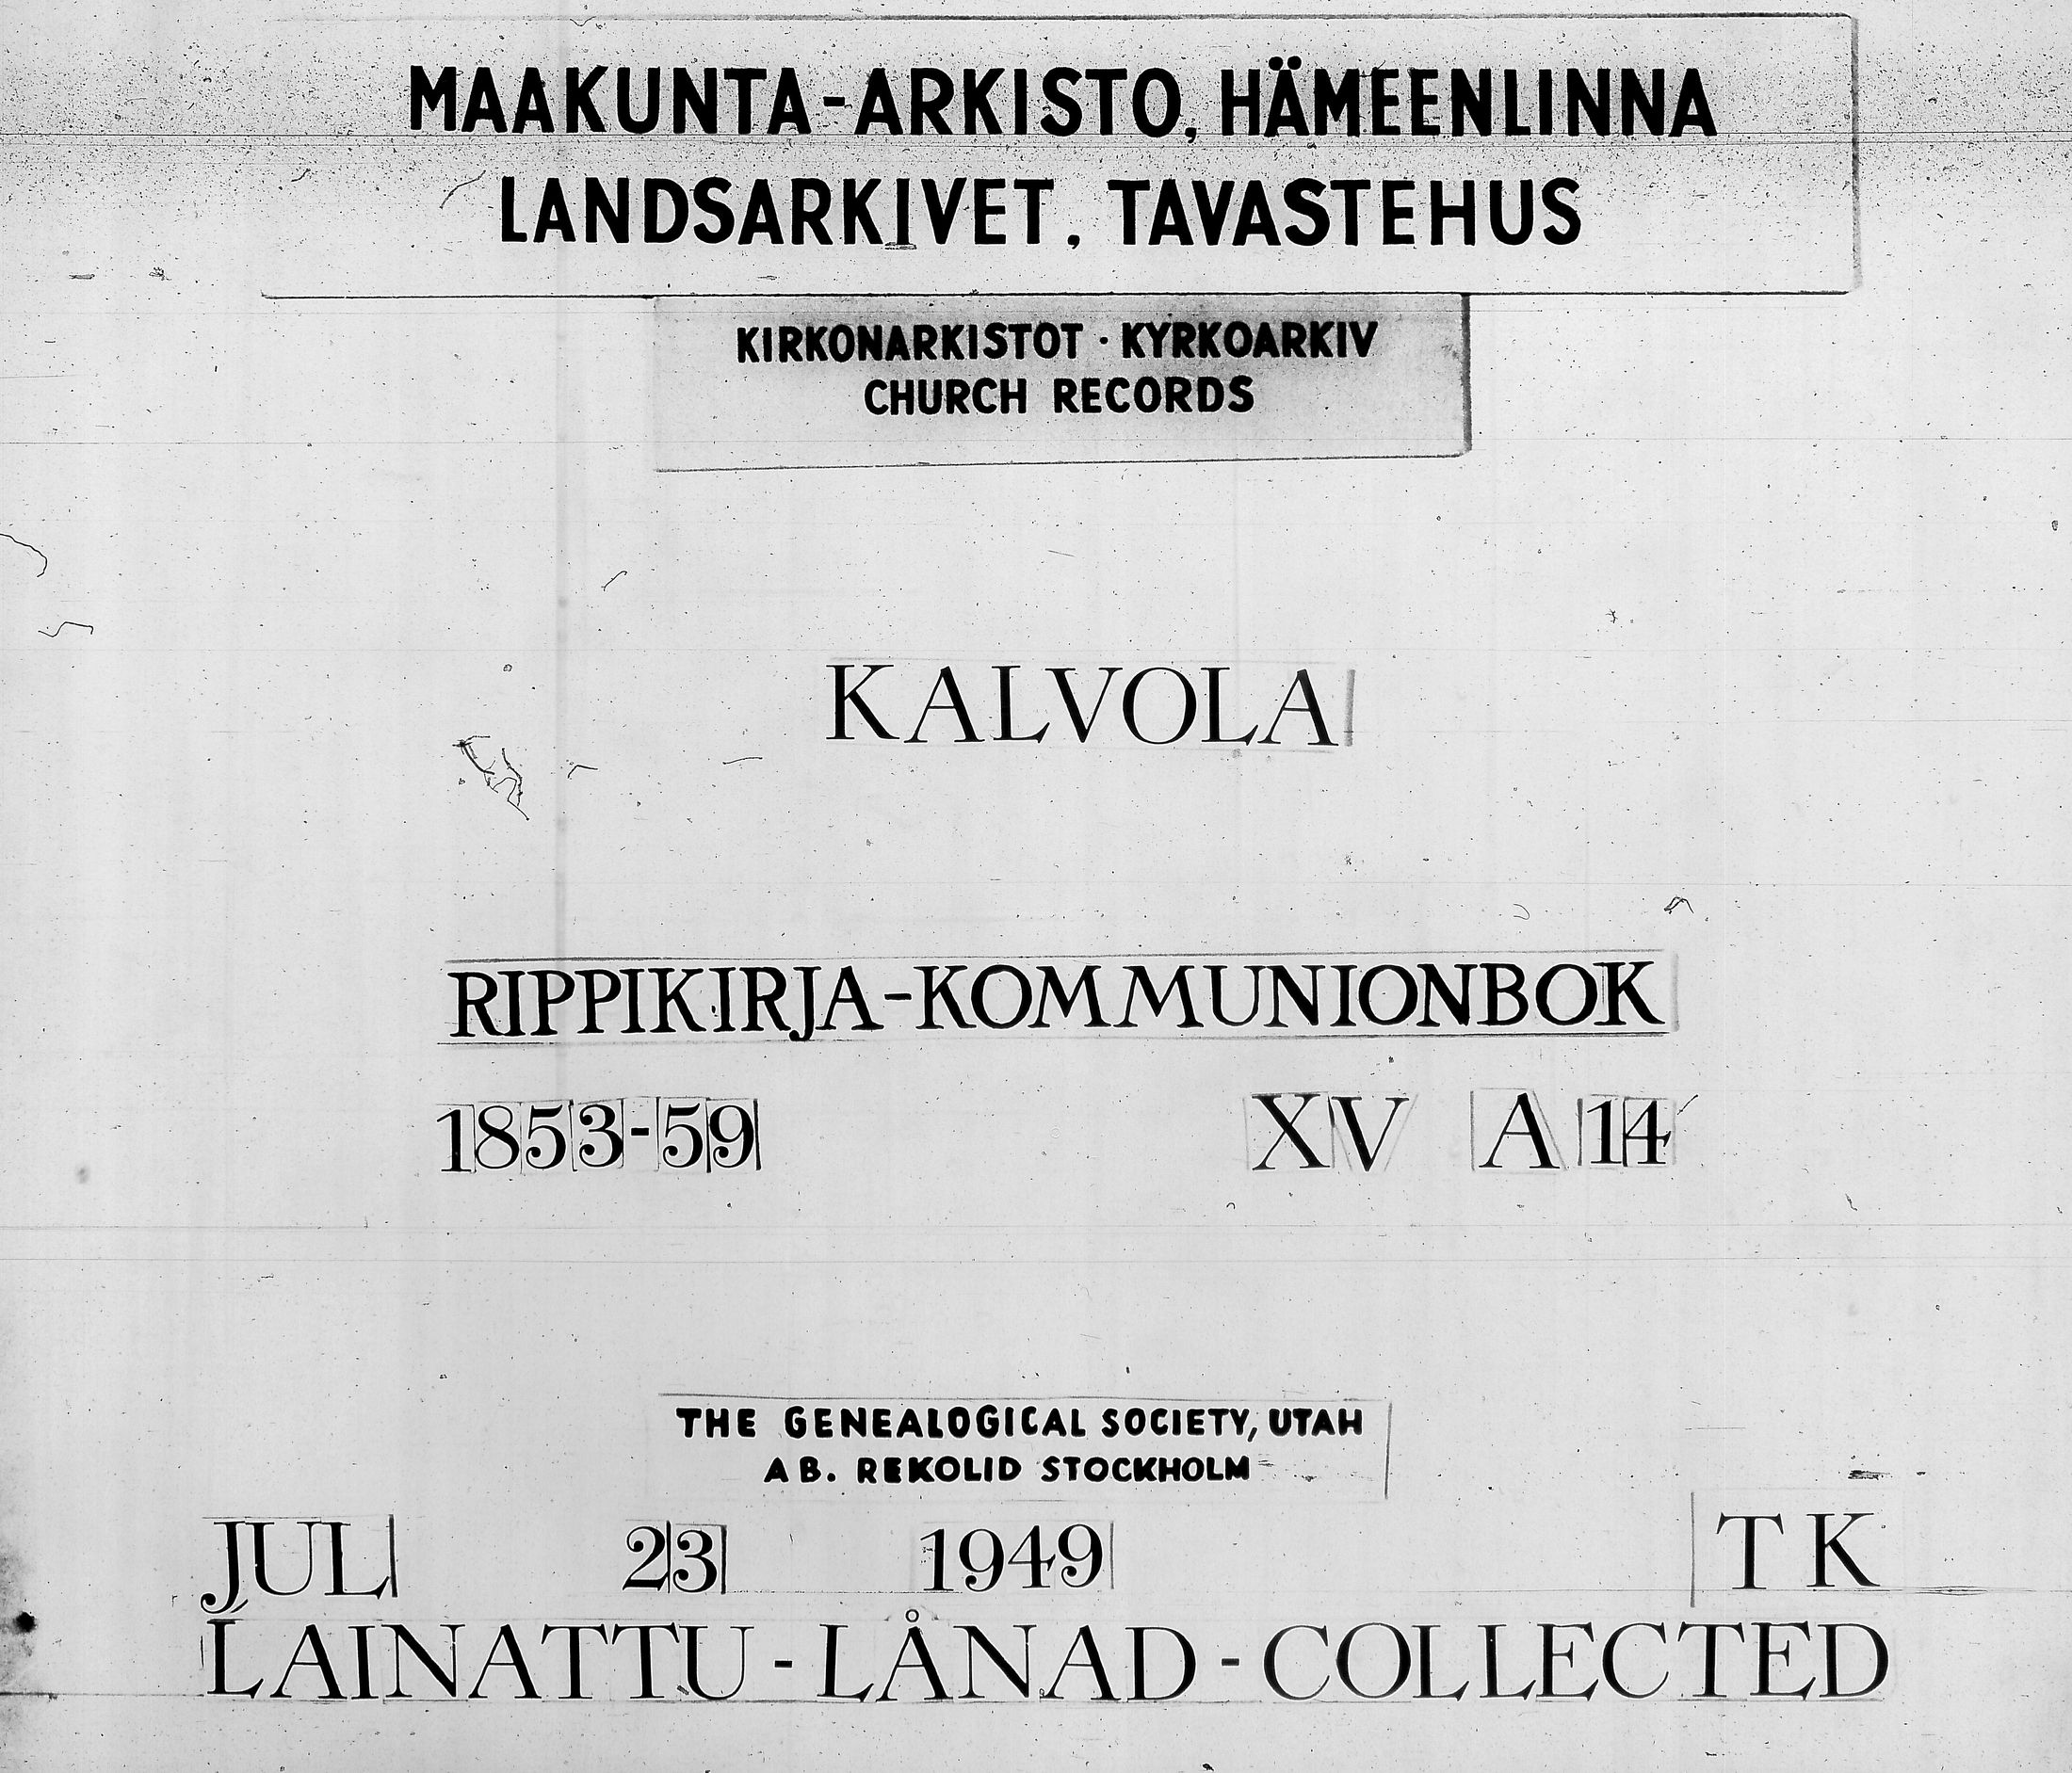 MAAKUNTA-ARKISTO, HÄMEENLINNA
LANDSARKIVET, TAVASTEHUS
KIRKONARKISTOT · KYRKOARKIV
CHURCH RECORDS
KALVOLA
RIPPIKIRJA-KOMMUNIONBOK
1853-59 XV A 14
THE GENEALOGICAL SOCIETY, UTAH
AB. REKOLID STOCKHOLM
JUL 23 1949 TK
LAINATTU-LÅNAD-COLLECTED